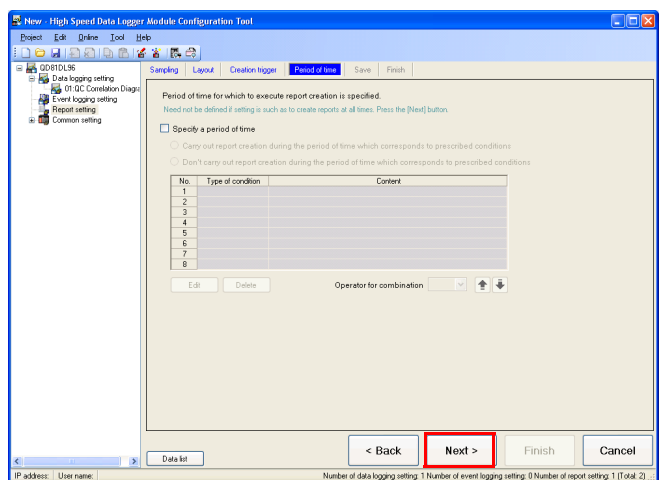 New - High Speed Data Logger Module Configuration Tool
Project Edit Online Tool Help
QD81DL96
Data logging setting
01:QC Correlation Diagra
Event logging setting
Report setting
Common setting
Sampling Layout Creation trigger Period of time Save Finish
Period of time for which to execute report creation is specified.
Need not be defined if setting is such as to create reports at all times. Press the [Next] button.
Specify a period of time
Carry out report creation during the period of time which corresponds to prescribed conditions
Don't carry out report creation during the period of time which corresponds to prescribed conditions
No. Type of condition Content
1
2
3
4
5
6
7
8
Edit Delete Operator for combination
Data list < Back Next > Finish Cancel
IP address: User name: Number of data logging setting: 1 Number of event logging setting: 0 Number of report setting: 1 (Total: 2)